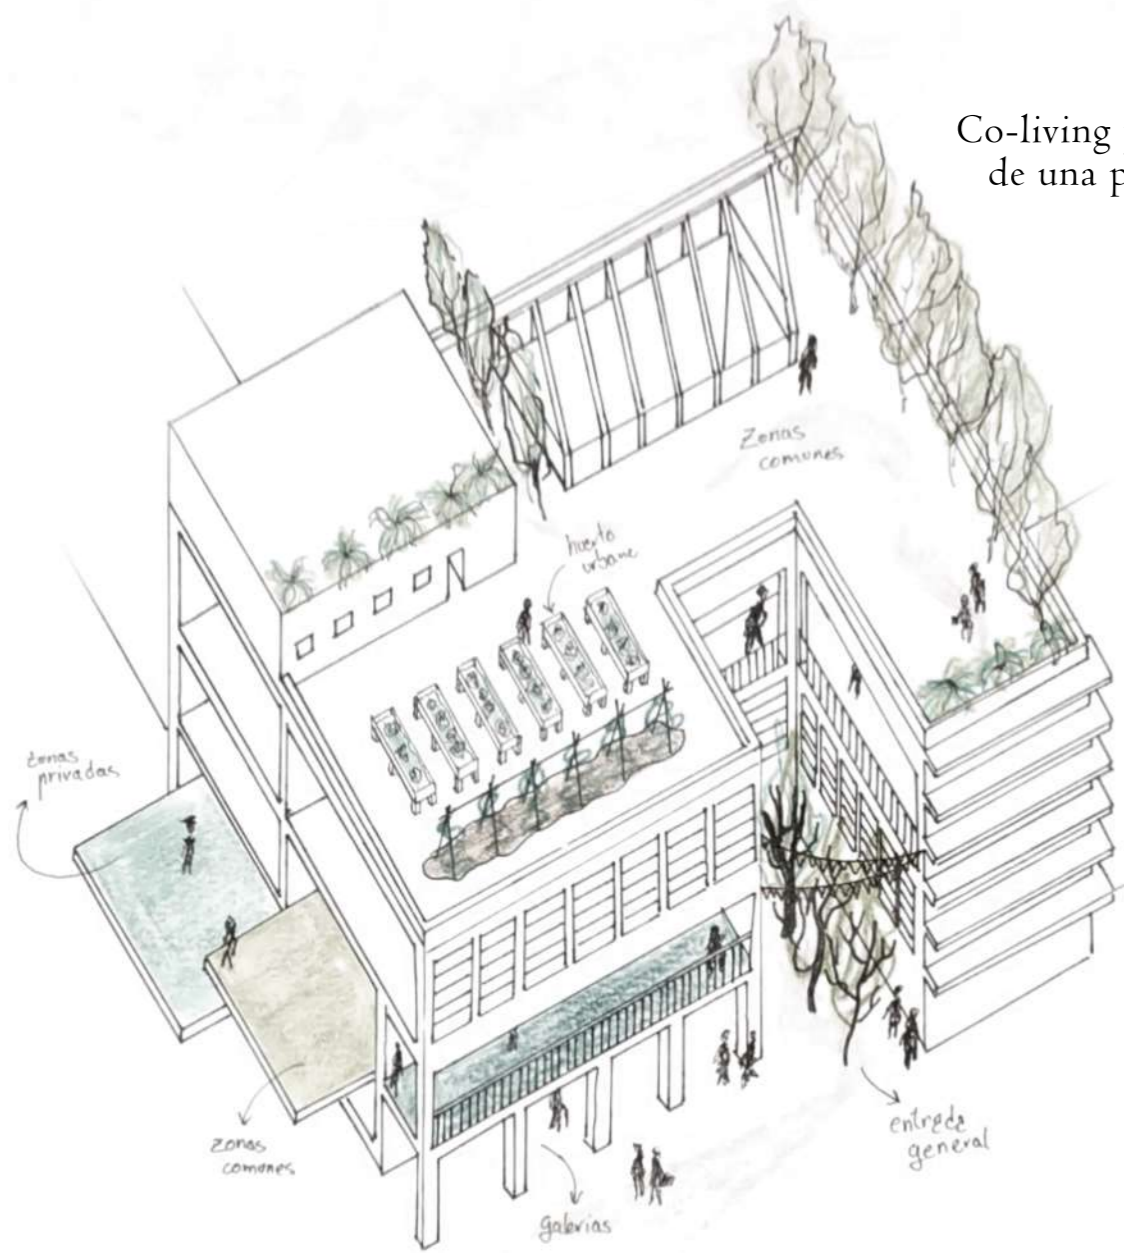 Co-living
de una p
Zonas
comunes
huerto
urbano
zonas
privadas
zonas
comunes
galerias
entrada
general